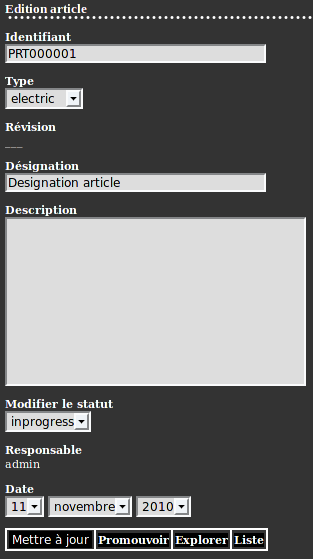 Edition article
Identifiant
PRT000001
Type
electric
Révision
___
Désignation
Designation article
Description
Modifier le statut
inprogress
Responsable
admin
Date
11 novembre 2010
Mettre à jour Promouvoir Explorer Liste